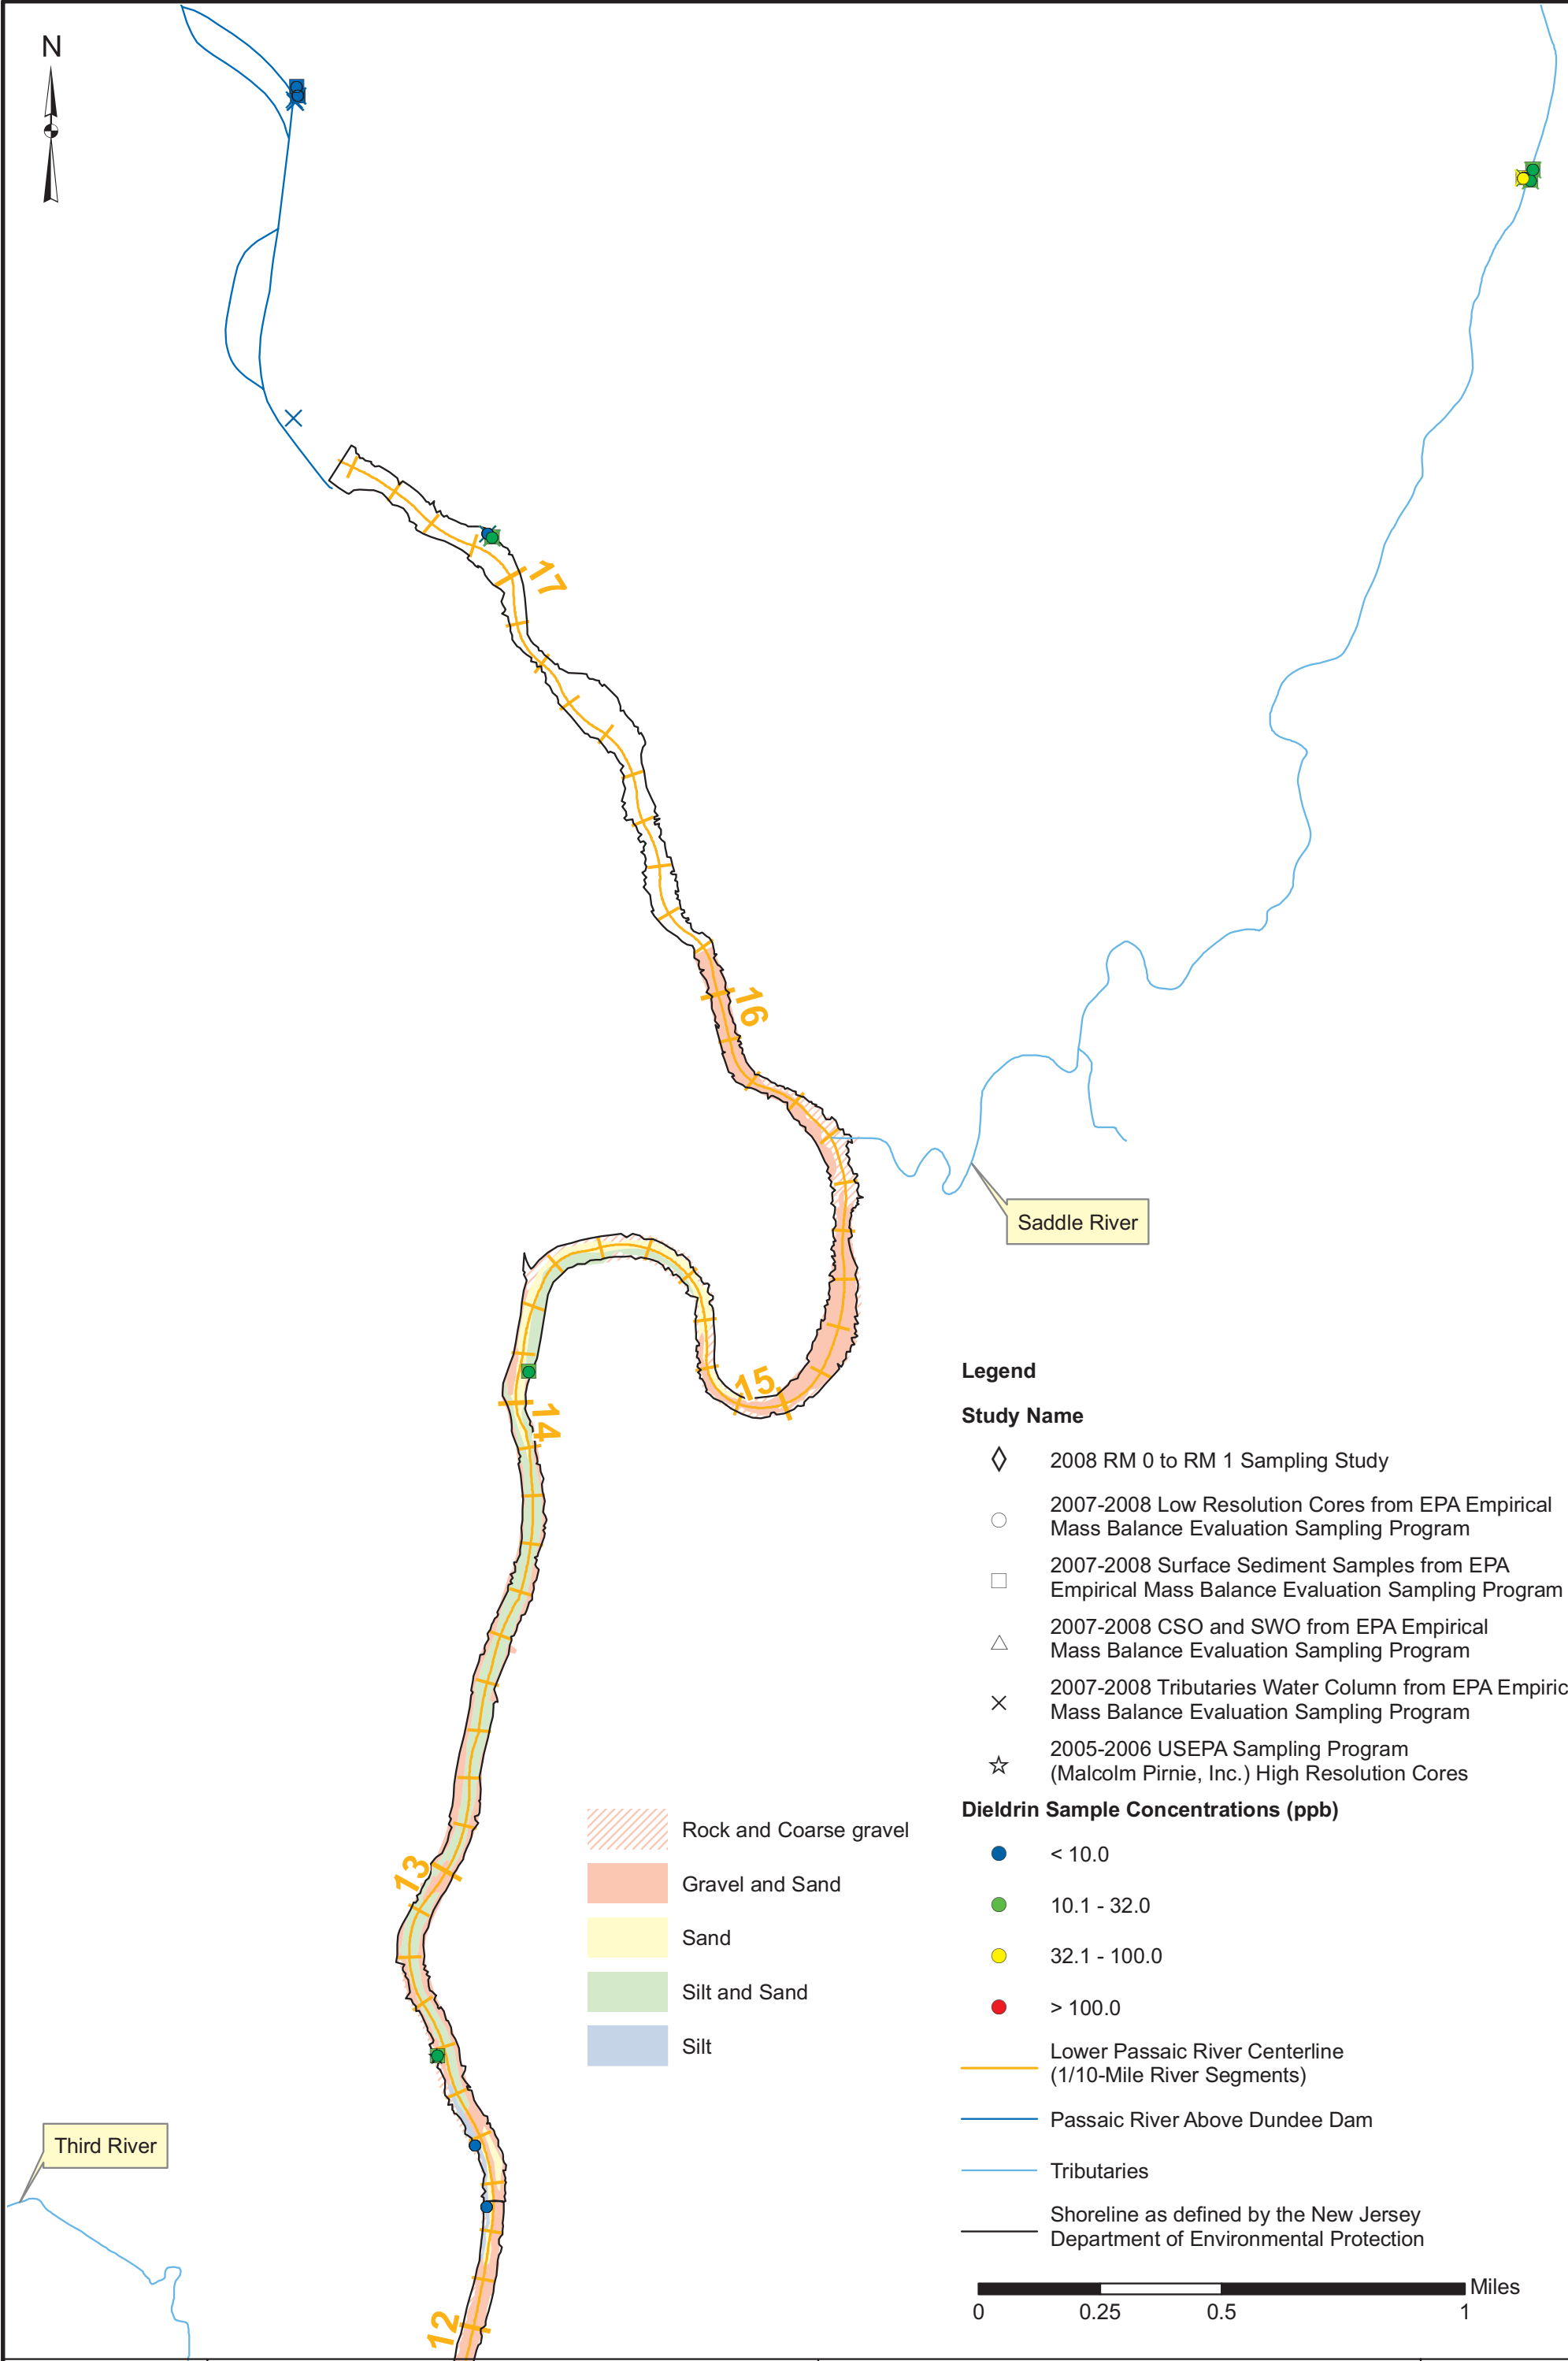 N
17
16
Saddle River
15
14
13
12
Third River
Rock and Coarse gravel
Gravel and Sand
Sand
Silt and Sand
Silt
Legend
Study Name
2008 RM 0 to RM 1 Sampling Study
2007-2008 Low Resolution Cores from EPA Empirical
Mass Balance Evaluation Sampling Program
2007-2008 Surface Sediment Samples from EPA
Empirical Mass Balance Evaluation Sampling Program
2007-2008 CSO and SWO from EPA Empirical
Mass Balance Evaluation Sampling Program
2007-2008 Tributaries Water Column from EPA Empiric
Mass Balance Evaluation Sampling Program
2005-2006 USEPA Sampling Program
(Malcolm Pirnie, Inc.) High Resolution Cores
Dieldrin Sample Concentrations (ppb)
< 10.0
10.1 - 32.0
32.1 - 100.0
> 100.0
Lower Passaic River Centerline
(1/10-Mile River Segments)
Passaic River Above Dundee Dam
Tributaries
Shoreline as defined by the New Jersey
Department of Environmental Protection
Miles
0 0.25 0.5 1